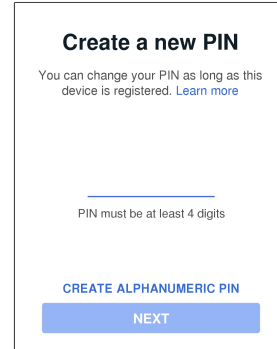 Create a new PIN
You can change your PIN as long as this
device is registered. Learn more
PIN must be at least 4 digits
CREATE ALPHANUMERIC PIN
NEXT